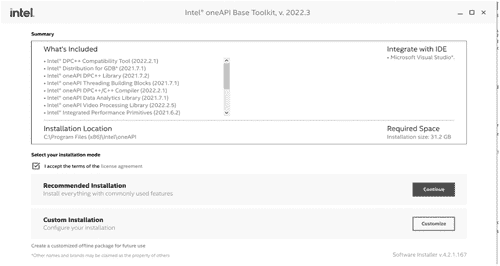 intel.
Intel® oneAPI Base Toolkit, v. 2022.3
Summary
What's Included
Integrate with IDE
• Intel® DPC++ Compatibility Tool (2022.2.1)
• Microsoft Visual Studio*
• Intel® Distribution for GDB* (2021.7.1)
• Intel® oneAPI DPC++ Library (2021.7.2)
• Intel® oneAPI Threading Building Blocks (2021.7.1)
• Intel® oneAPI DPC++/C++ Compiler (2022.2.1)
• Intel® oneAPI Data Analytics Library (2021.7.1)
• Intel® oneAPI Video Processing Library (2022.2.5)
• Intel® Integrated Performance Primitives (2021.6.2)
Installation Location
Required Space
C:\Program Files (x86)\Intel\oneAPI
Installation size: 31.2 GB
Select your installation mode
I accept the terms of the license agreement
Recommended Installation
Install everything with commonly used features
Continue
Custom Installation
Configure your installation
Customize
Create a customized offline package for future use
*Other names and brands may be claimed as the property of others
Software Installer v.4.2.1.167